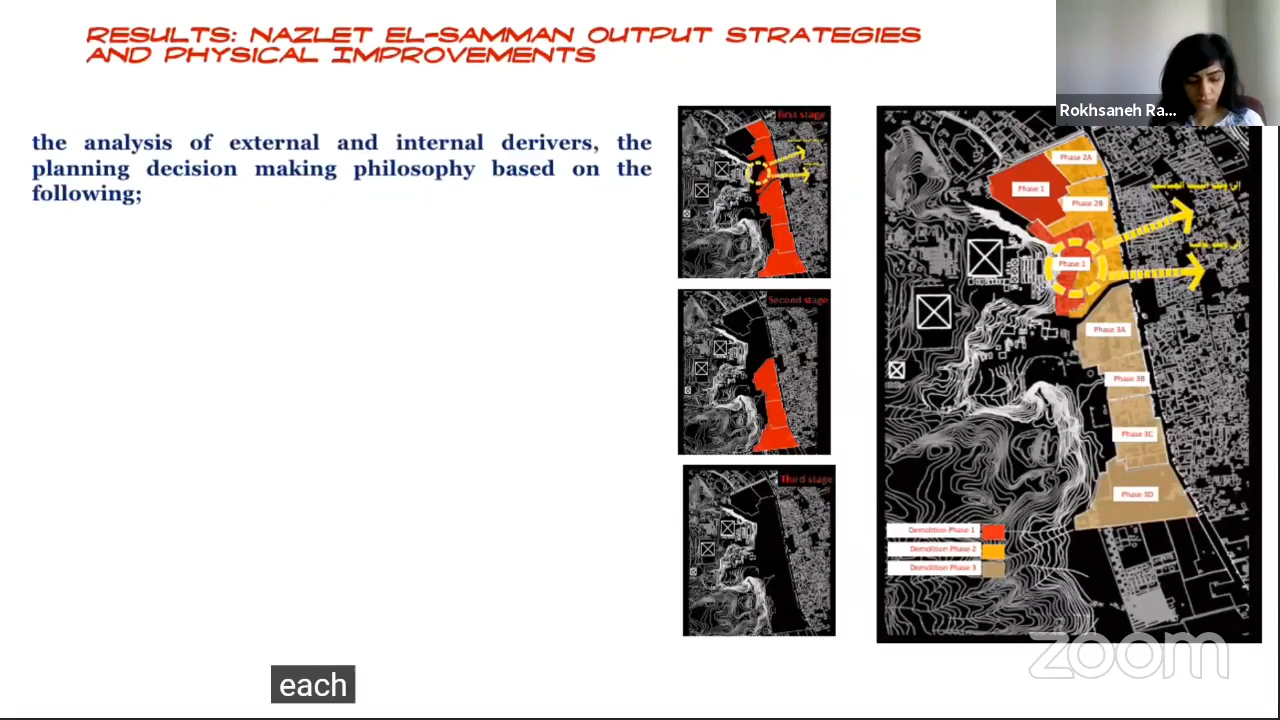 RESULTS: NAZLET EL-SAMMAN OUTPUT STRATEGIES
AND PHYSICAL IMPROVEMENTS
Rokhsaneh Ra...
the analysis of external and internal derivers, the
planning decision making philosophy based on the
following;
First stage
Second stage
Third stage
Phase 2A
Phase 1
Phase 2B
Phase 1
Phase 3A
Phase 3B
Phase 3C
Phase 3D
Demolition Phase 1
Demolition Phase 2
Demolition Phase 3
zoom
each